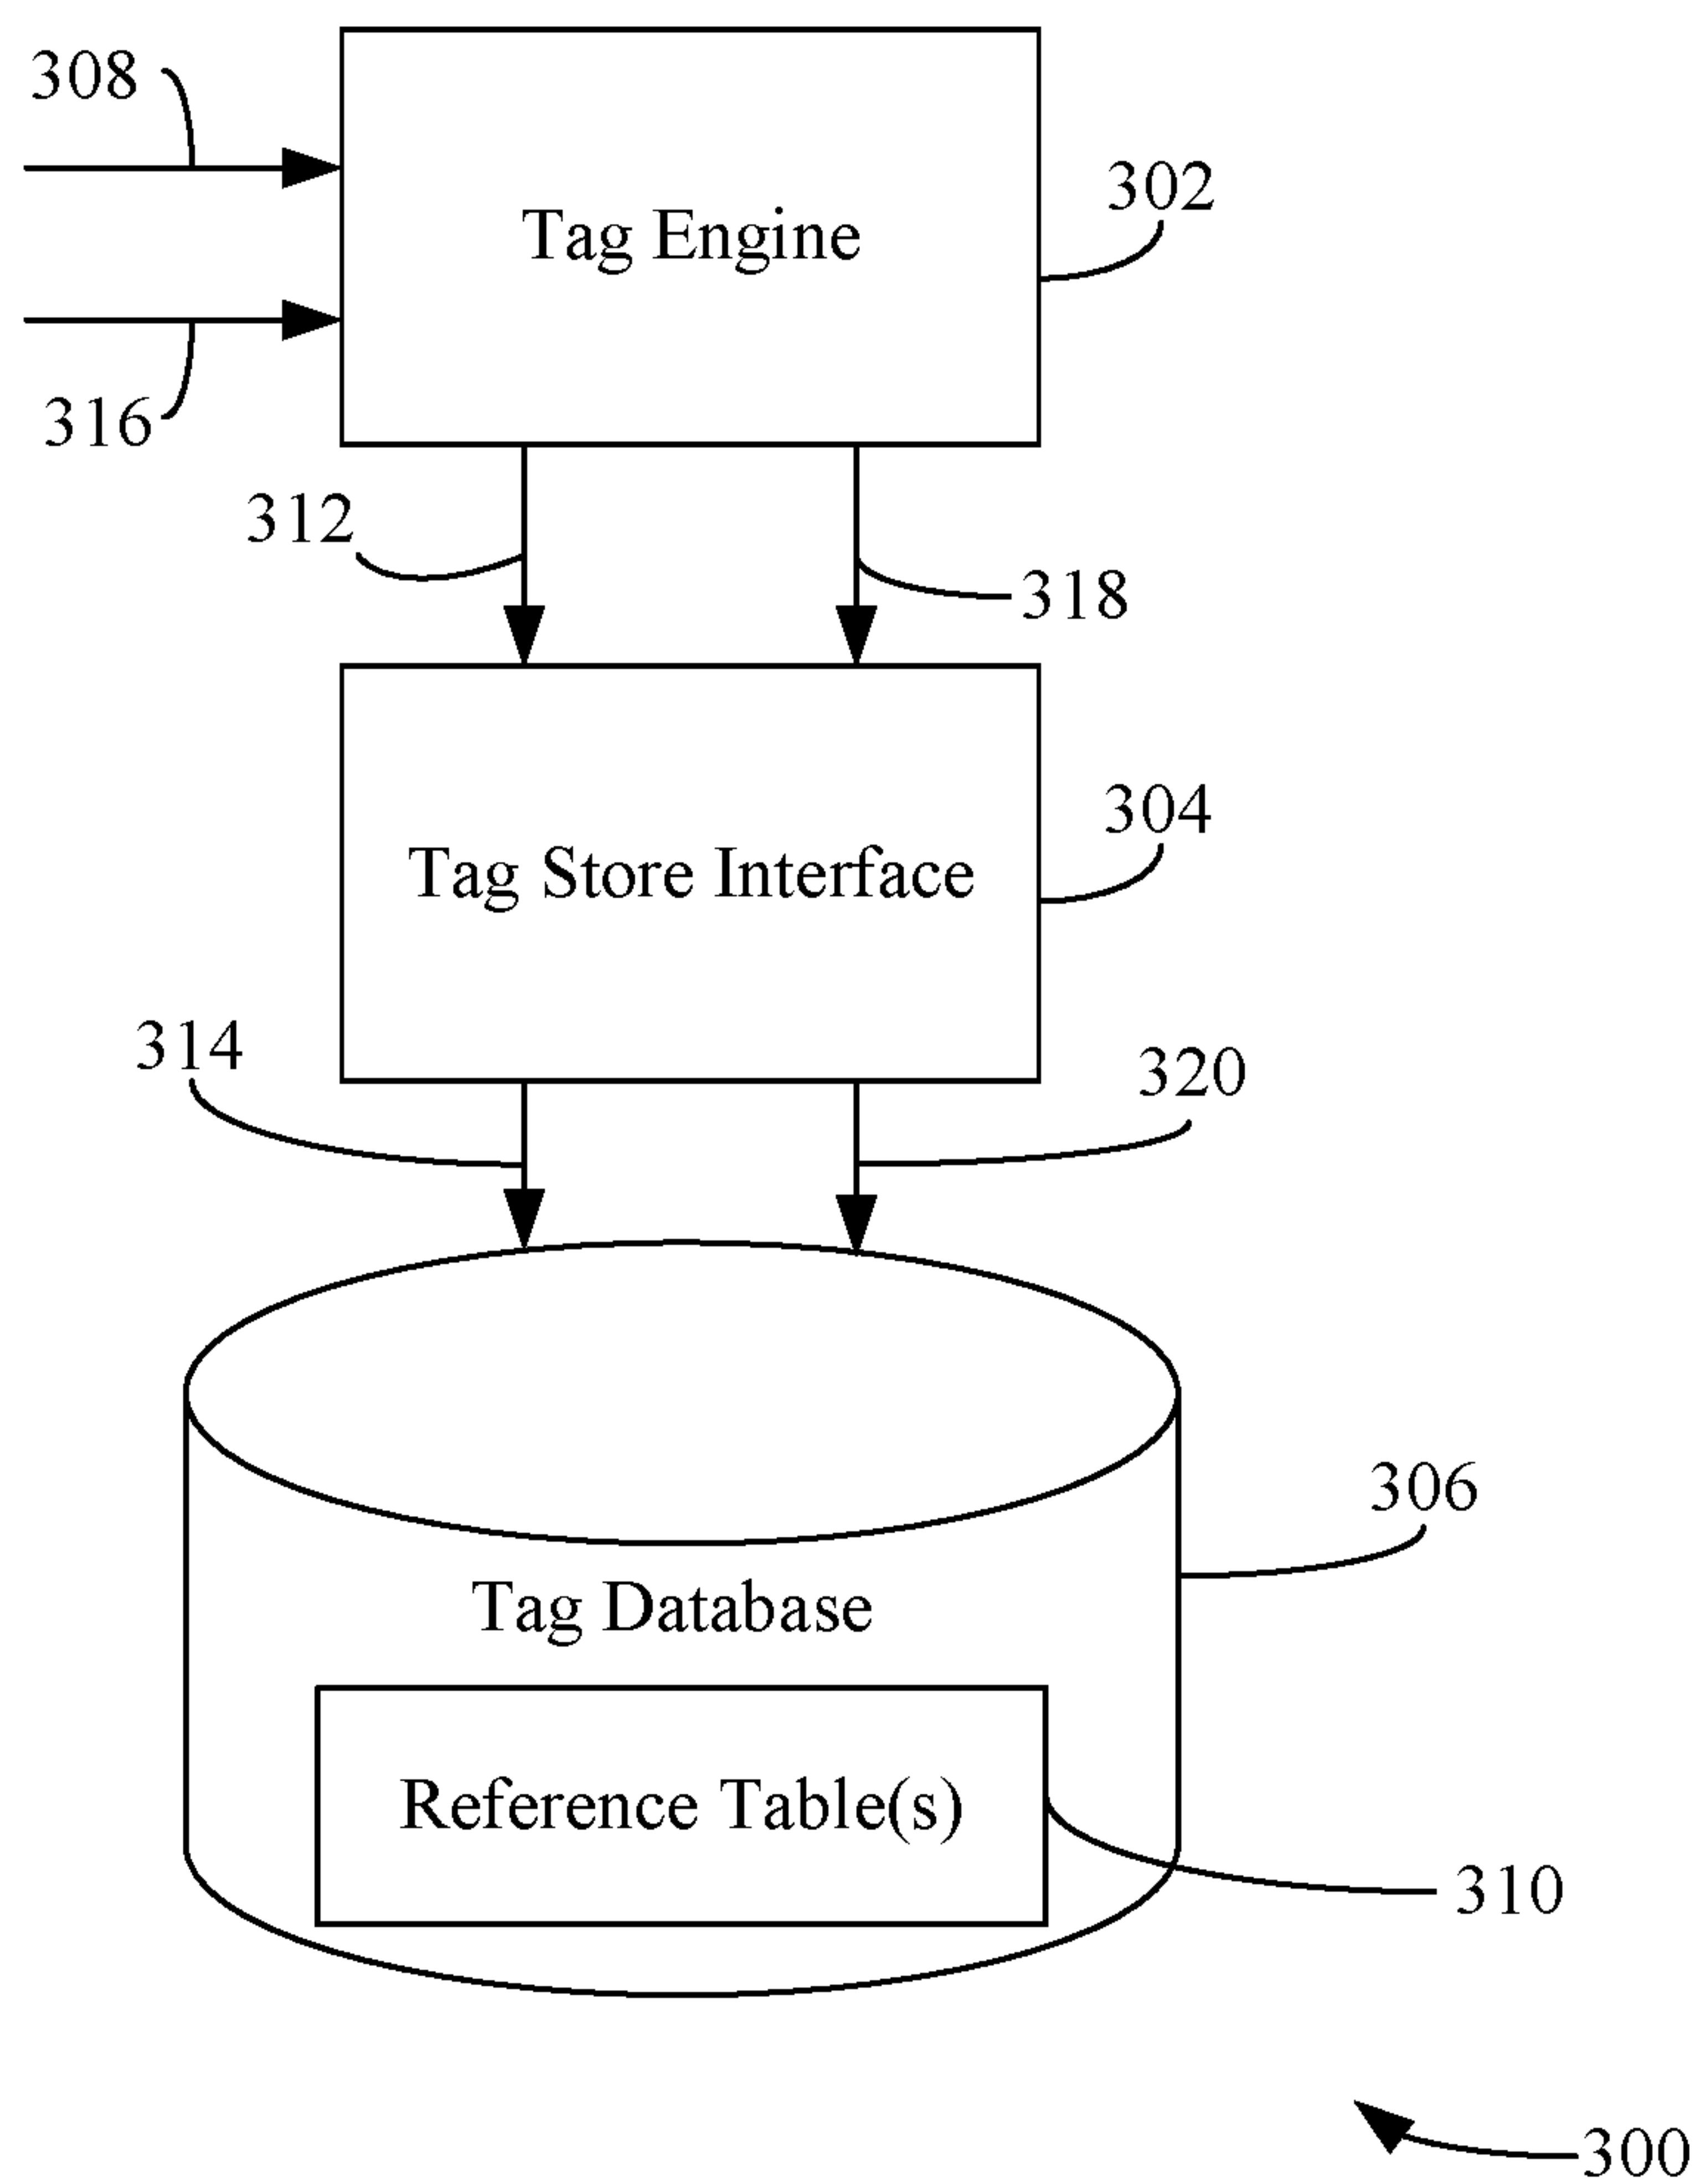 308
302
Tag Engine
316
312
318
304
Tag Store Interface
314
320
306
Tag Database
Reference Table(s)
310
300